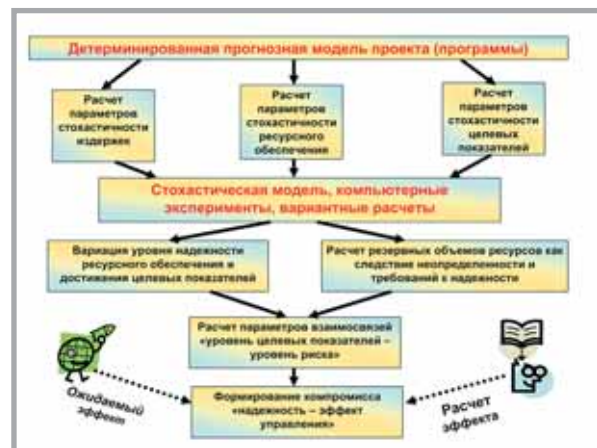 Детерминированная прогнозная модель проекта (программы)
Расчет
параметров
стохастичности
издержек
Расчет
параметров
стохастичности
ресурсного
обеспечения
Расчет
параметров
стохастичности
целевых
показателей
Стохастическая модель, компьютерные
эксперименты, вариантные расчеты
Вариация уровня надежности
ресурсного обеспечения и
достижения целевых показателей
Расчет резервных объемов ресурсов как
следствие неопределенности и
требований к надежности
Расчет параметров взаимосвязей
«уровень целевых показателей –
уровень риска»
Ожидаемый
эффект
Формирование компромисса
«надежность – эффект
управления»
Расчет
эффекта